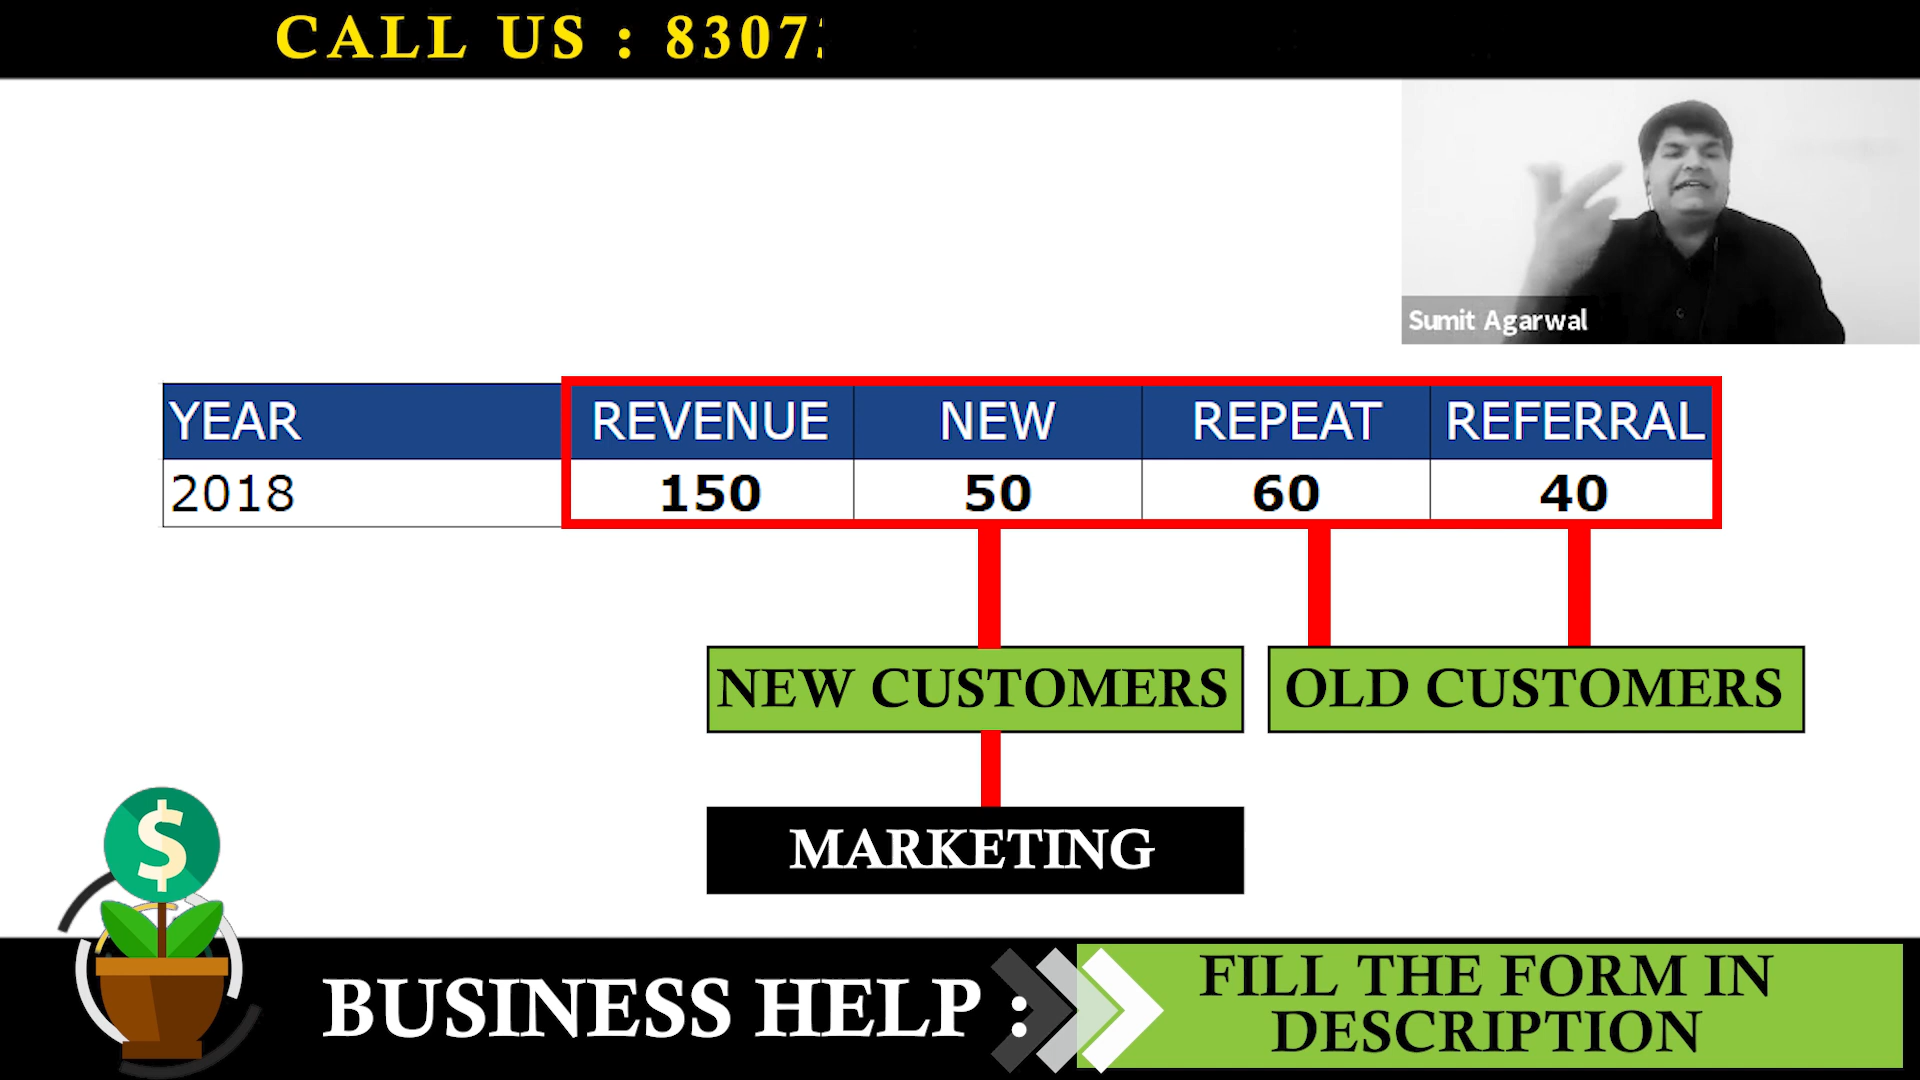 CALL US : 8307
Sumit Agarwal
YEAR REVENUE NEW REPEAT REFERRAL
2018 150 50 60 40
NEW CUSTOMERS OLD CUSTOMERS
MARKETING
BUSINESS HELP :
FILL THE FORM IN
DESCRIPTION